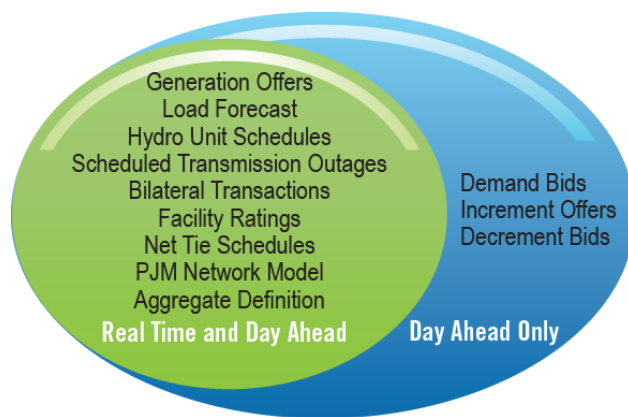 Generation Offers
Load Forecast
Hydro Unit Schedules
Scheduled Transmission Outages
Bilateral Transactions
Facility Ratings
Net Tie Schedules
PJM Network Model
Aggregate Definition
Real Time and Day Ahead
Demand Bids
Increment Offers
Decrement Bids
Day Ahead Only